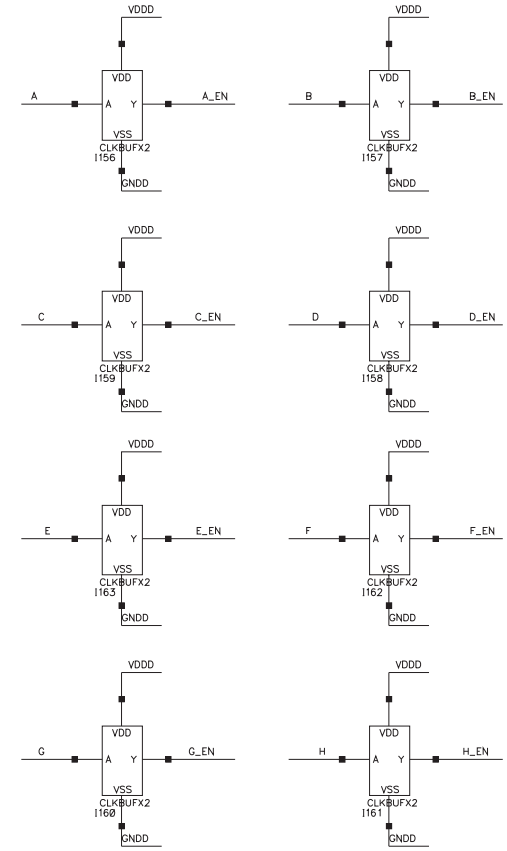 VDDD
VDDD
VDD
VDD
A A Y A_EN
B A Y B_EN
VSS
VSS
CLKBUFX2
CLKBUFX2
I156
I157
GNDD
GNDD
VDDD
VDDD
VDD
VDD
C A Y C_EN
D A Y D_EN
VSS
VSS
CLKBUFX2
CLKBUFX2
I159
I158
GNDD
GNDD
VDDD
VDDD
VDD
VDD
E A Y E_EN
F A Y F_EN
VSS
VSS
CLKBUFX2
CLKBUFX2
I163
I162
GNDD
GNDD
VDDD
VDDD
VDD
VDD
G A Y G_EN
H A Y H_EN
VSS
VSS
CLKBUFX2
CLKBUFX2
I160
I161
GNDD
GNDD